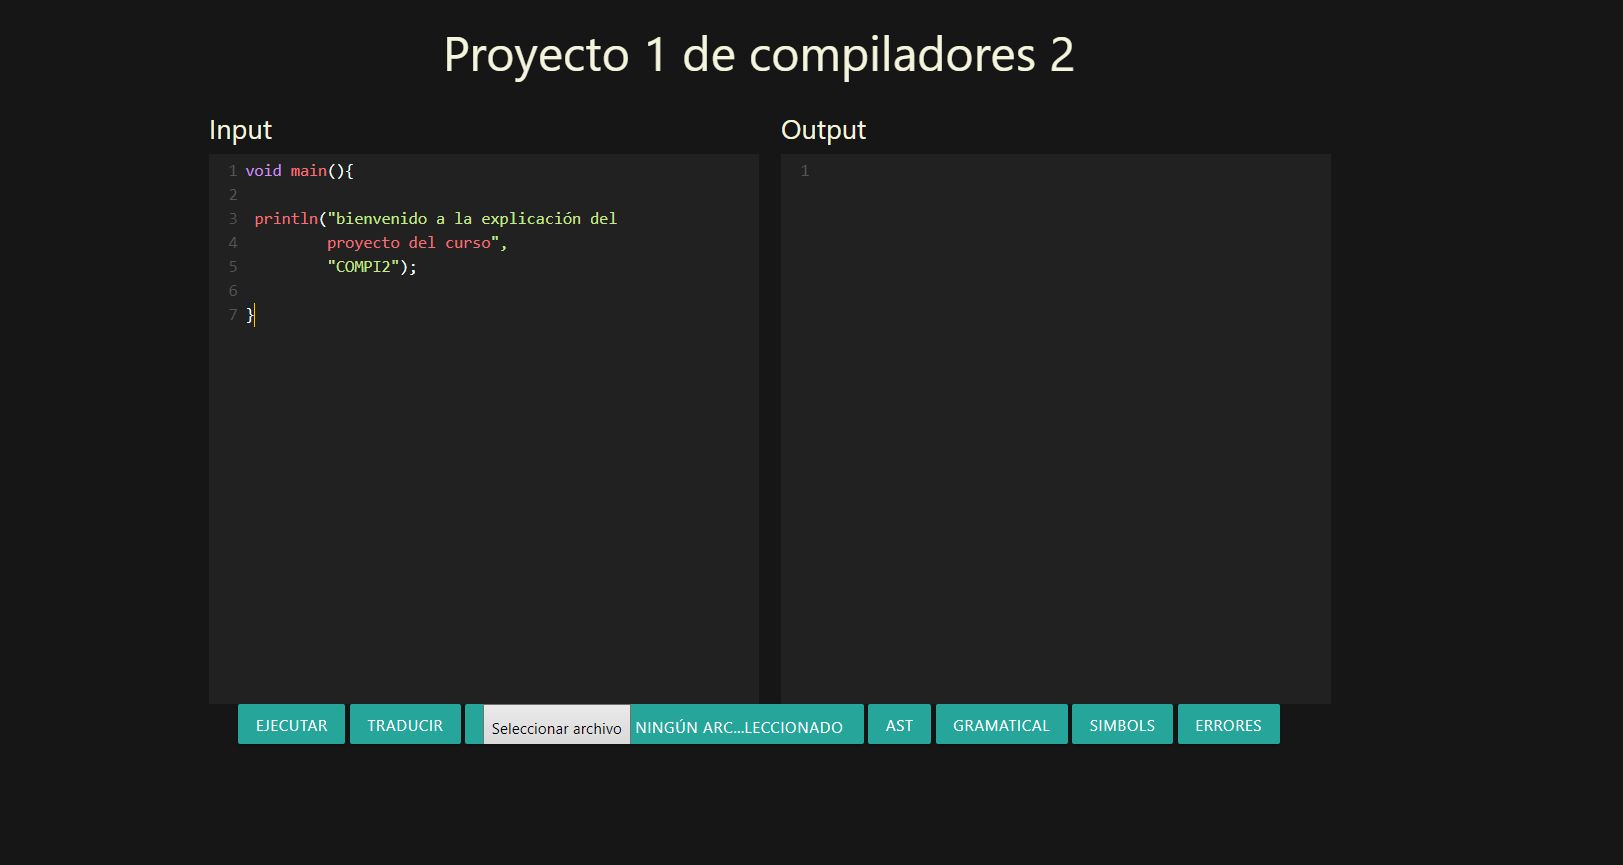 Proyecto 1 de compiladores 2
Input
1 void main(){
2
3 println("bienvenido a la explicación del
4 proyecto del curso",
5 "COMPI2");
6
7 }
Output
1
EJECUTAR TRADUCIR Seleccionar archivo NINGÚN ARC...LECCIONADO AST GRAMATICAL SIMBOLS ERRORES